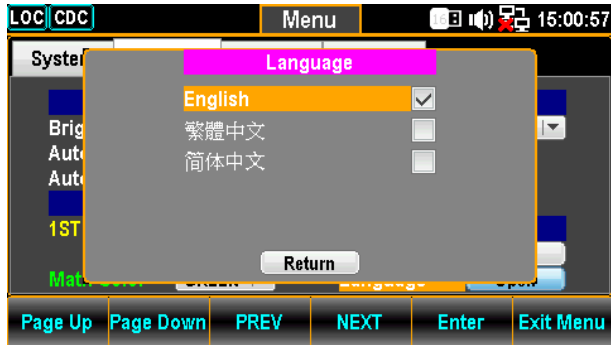 LOC CDC Menu 16 15:00:57
Language
English
繁體中文
简体中文
1ST
Return
Page Up Page Down PREV NEXT Enter Exit Menu